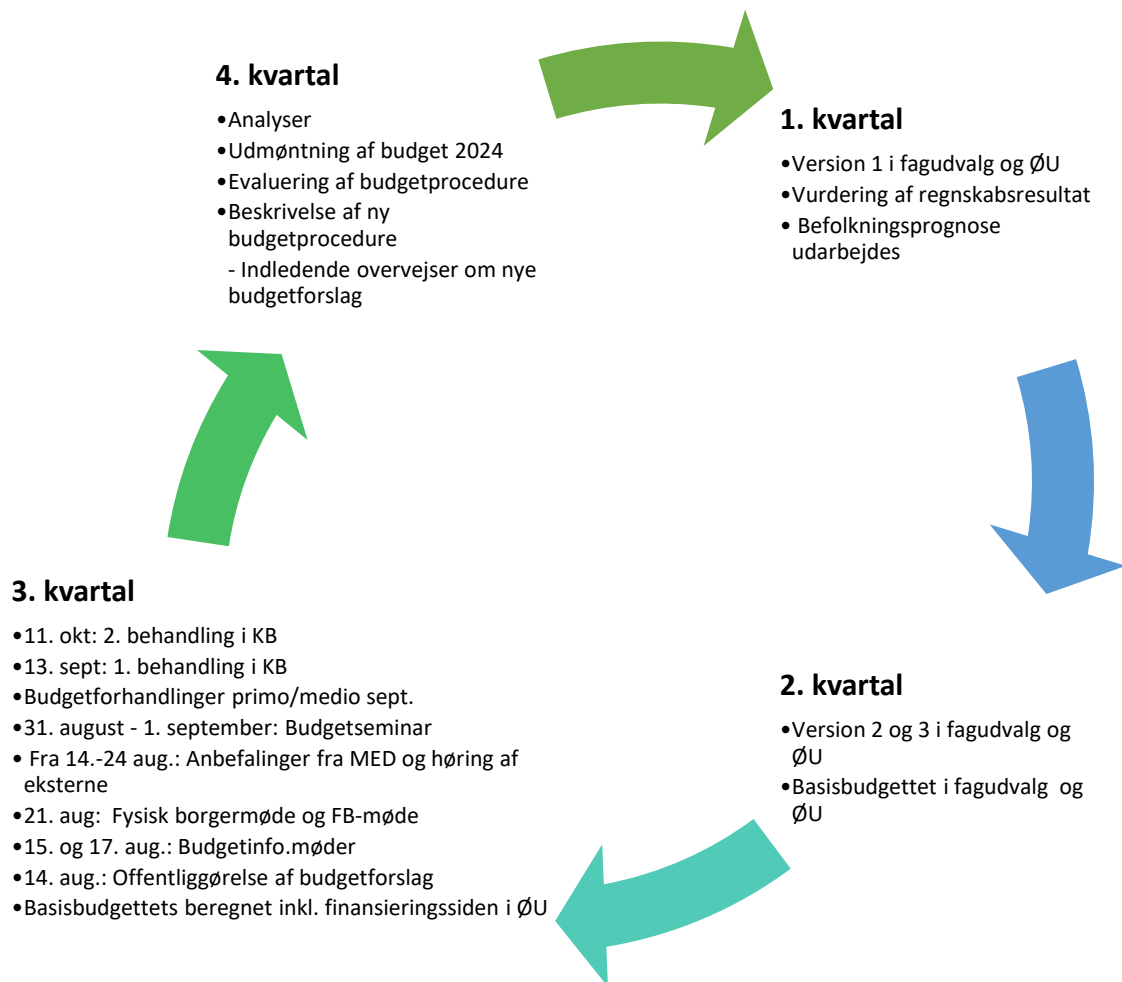 4. kvartal
•Analyser
•Udmøntning af budget 2024
•Evaluering af budgetprocedure
•Beskrivelse af ny
budgetprocedure
- Indledende overvejser om nye
budgetforslag
1. kvartal
•Version 1 i fagudvalg og ØU
•Vurdering af regnskabsresultat
• Befolkningsprognose
udarbejdes
2. kvartal
•Version 2 og 3 i fagudvalg og
ØU
•Basisbudgettet i fagudvalg og
ØU
3. kvartal
•11. okt: 2. behandling i KB
•13. sept: 1. behandling i KB
•Budgetforhandlinger primo/medio sept.
•31. august - 1. september: Budgetseminar
• Fra 14.-24 aug.: Anbefalinger fra MED og høring af
eksterne
•21. aug: Fysisk borgermøde og FB-møde
•15. og 17. aug.: Budgetinfo.møder
•14. aug.: Offentliggørelse af budgetforslag
•Basisbudgettets beregnet inkl. finansieringssiden i ØU